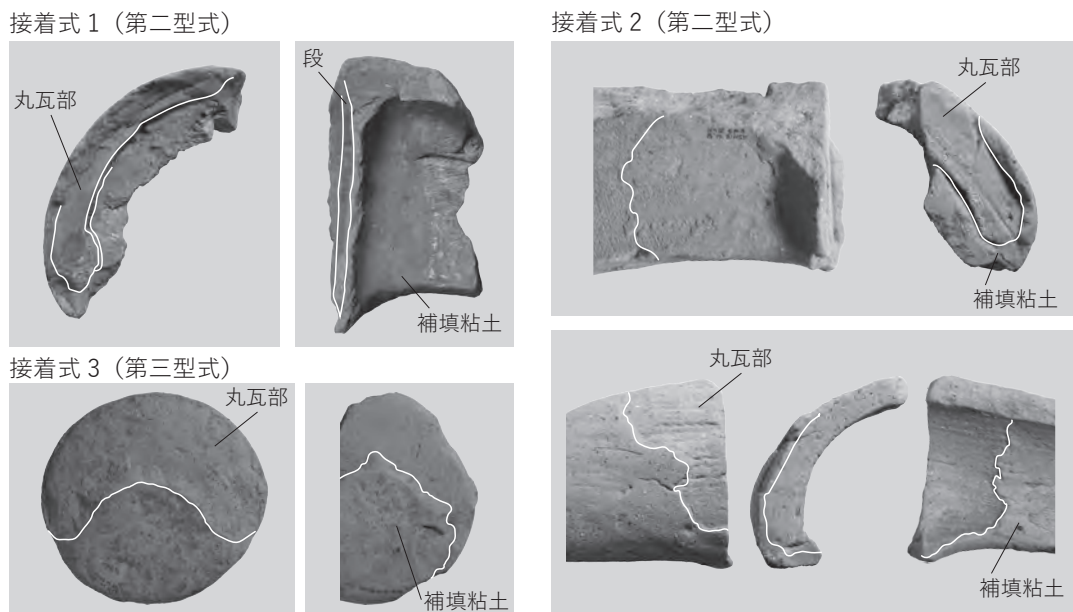 接着式 1（第二型式）
丸瓦部
段
補填粘土
接着式 2（第二型式）
丸瓦部
補填粘土
接着式 3（第三型式）
丸瓦部
補填粘土
丸瓦部
補填粘土